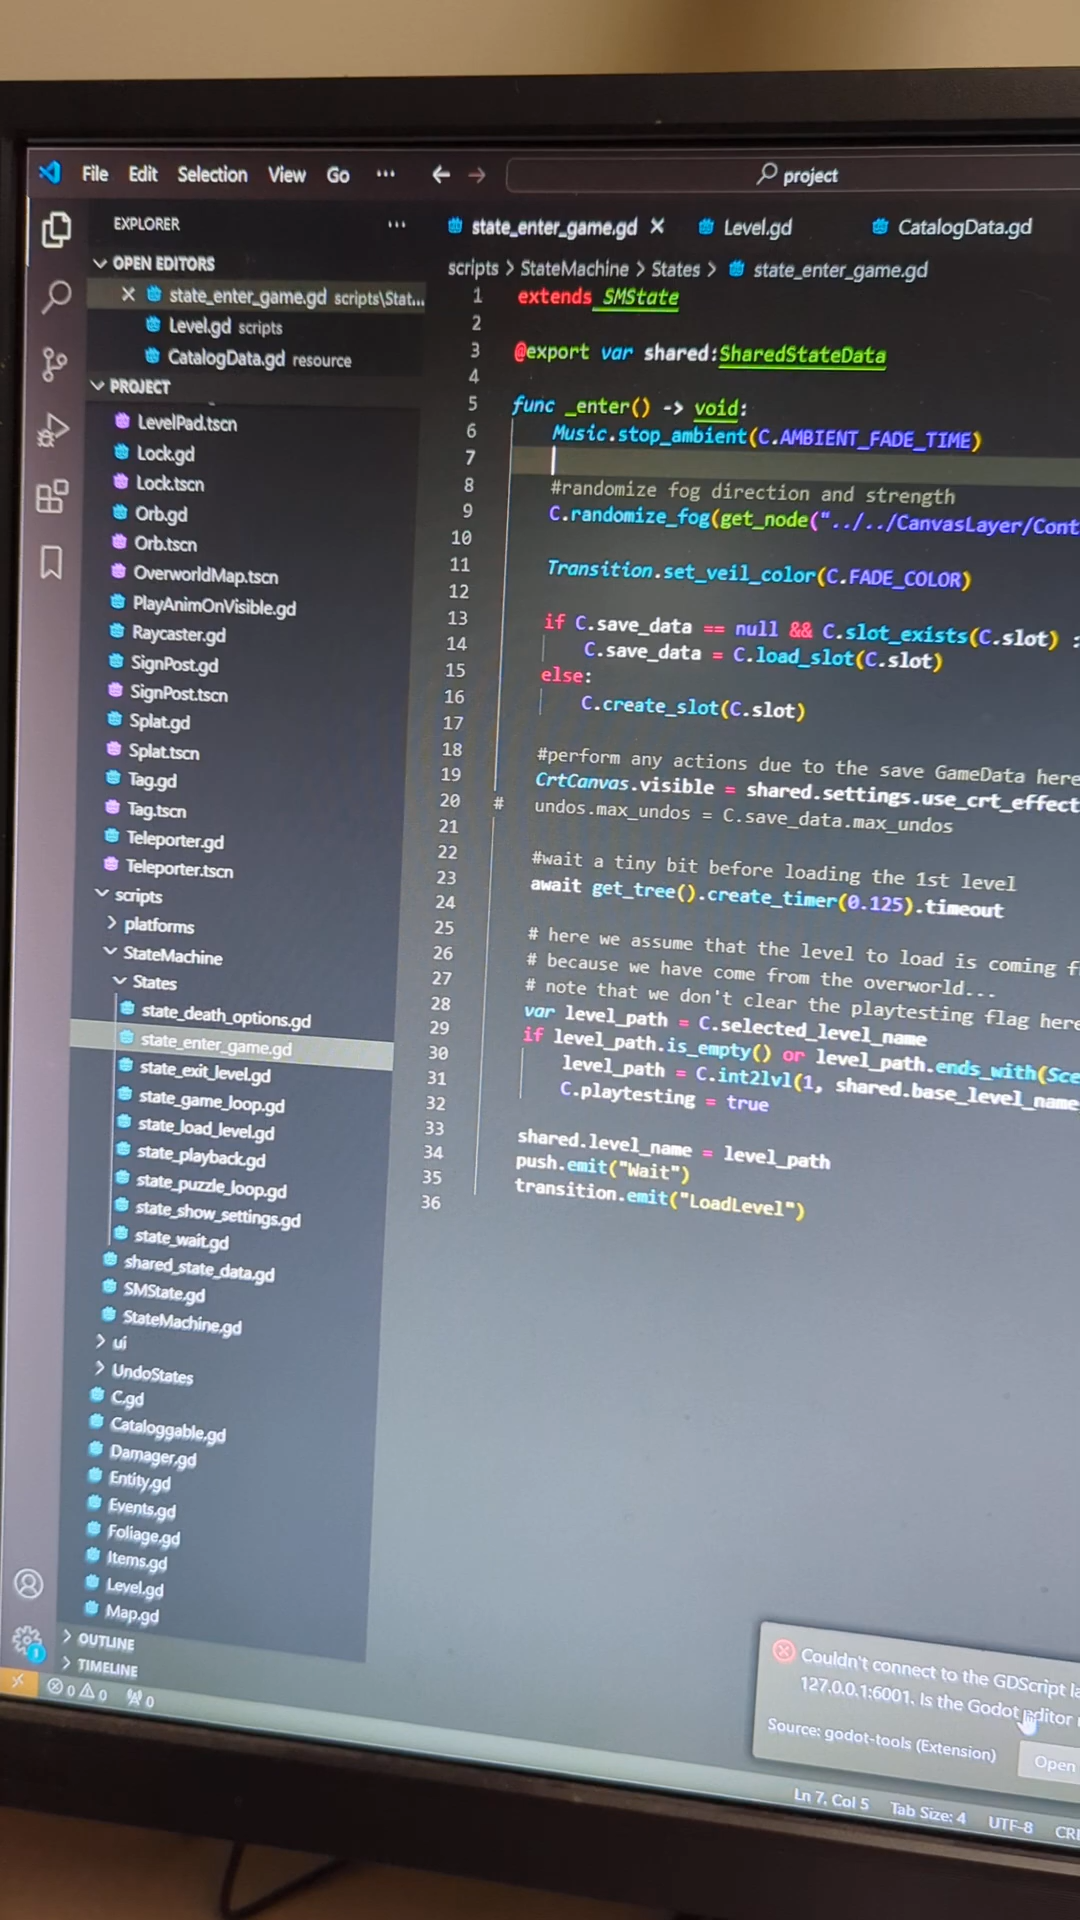 File Edit Selection View Go ... project
EXPLORER ...
OPEN EDITORS
state_enter_game.gd scripts\Stat...
Level.gd scripts
CatalogData.gd resource
PROJECT
LevelPad.tscn
Lock.gd
Lock.tscn
Orb.gd
Orb.tscn
OverworldMap.tscn
PlayAnimOnVisible.gd
Raycaster.gd
SignPost.gd
SignPost.tscn
Splat.gd
Splat.tscn
Tag.gd
Tag.tscn
Teleporter.gd
Teleporter.tscn
scripts
platforms
StateMachine
States
state_death_options.gd
state_enter_game.gd
state_exit_level.gd
state_game_loop.gd
state_load_level.gd
state_playback.gd
state_puzzle_loop.gd
state_show_settings.gd
state_wait.gd
shared_state_data.gd
SMState.gd
StateMachine.gd
ui
UndoStates
C.gd
Cataloggable.gd
Damager.gd
Entity.gd
Events.gd
Foliage.gd
Items.gd
Level.gd
Map.gd
OUTLINE
TIMELINE
state_enter_game.gd Level.gd CatalogData.gd
scripts > StateMachine > States > state_enter_game.gd
1 extends SMState
2
3 @export var shared:SharedStateData
4
5 func _enter() -> void:
6 Music.stop_ambient(C.AMBIENT_FADE_TIME)
7
8 #randomize fog direction and strength
9 C.randomize_fog(get_node("../../CanvasLayer/Cont
10
11 Transition.set_veil_color(C.FADE_COLOR)
12
13 if C.save_data == null && C.slot_exists(C.slot) :
14 C.save_data = C.load_slot(C.slot)
15 else:
16 C.create_slot(C.slot)
17
18 #perform any actions due to the save GameData here
19 CrtCanvas.visible = shared.settings.use_crt_effect
20 # undos.max_undos = C.save_data.max_undos
21
22 #wait a tiny bit before loading the 1st level
23 await get_tree().create_timer(0.125).timeout
24
25 # here we assume that the level to load is coming f
26 # because we have come from the overworld...
27 # note that we don't clear the playtesting flag here
28 var level_path = C.selected_level_name
29 if level_path.is_empty() or level_path.ends_with(Sce
30 level_path = C.int2lvl(1, shared.base_level_name
31 C.playtesting = true
32
33 shared.level_name = level_path
34 push.emit("Wait")
35 transition.emit("LoadLevel")
36
Couldn't connect to the GDScript la
127.0.0.1:6001. Is the Godot editor
Source: godot-tools (Extension)
Open
0 0 0
Ln 7, Col 5 Tab Size: 4 UTF-8 CR